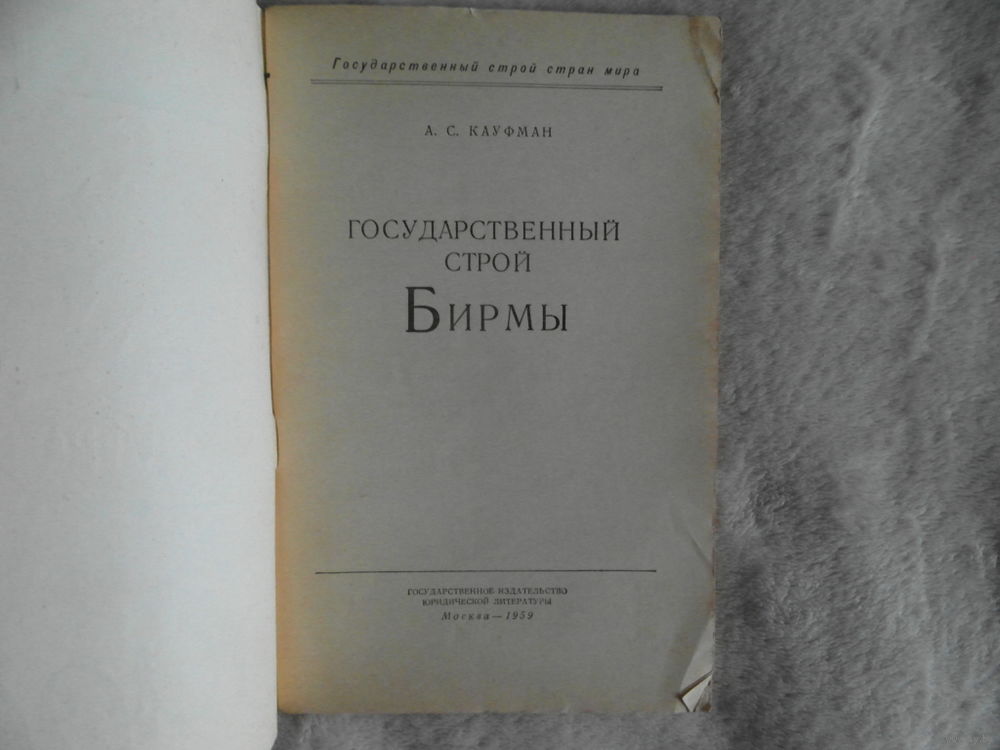 Государственный строй стран мира
А. С. КАУФМАН
ГОСУДАРСТВЕННЫЙ
СТРОЙ
БИРМЫ
ГОСУДАРСТВЕННОЕ ИЗДАТЕЛЬСТВО
ЮРИДИЧЕСКОЙ ЛИТЕРАТУРЫ
Москва — 1959